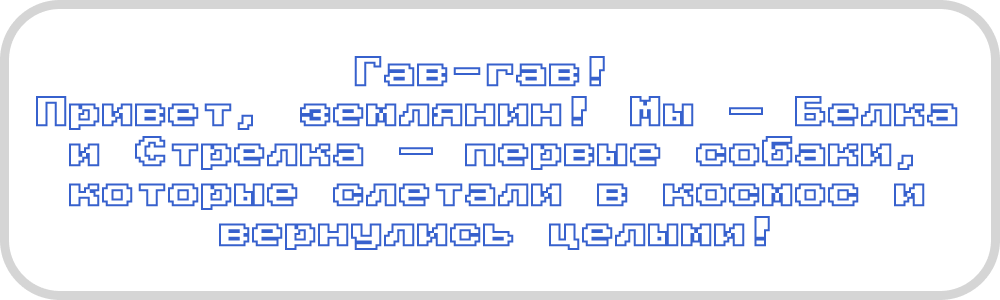 Гав-гав!
Привет, землянин! Мы – Белка
и Стрелка – первые собаки,
которые слетали в космос и
вернулись целыми!